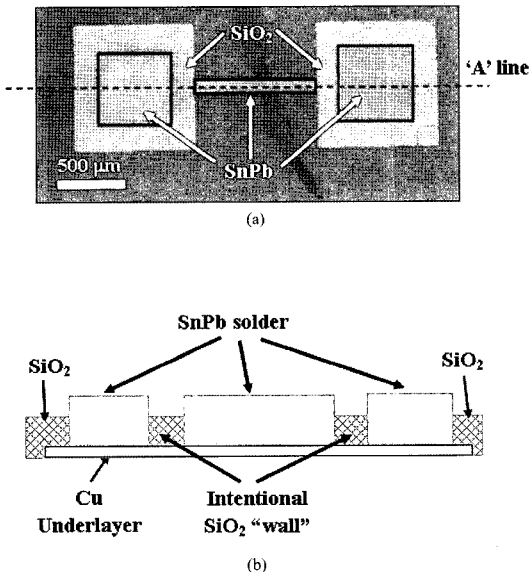 SiO₂
'A' line
500 μm
SnPb
(a)
SnPb solder
SiO₂
SiO₂
Cu
Underlayer
Intentional
SiO₂ "wall"
(b)